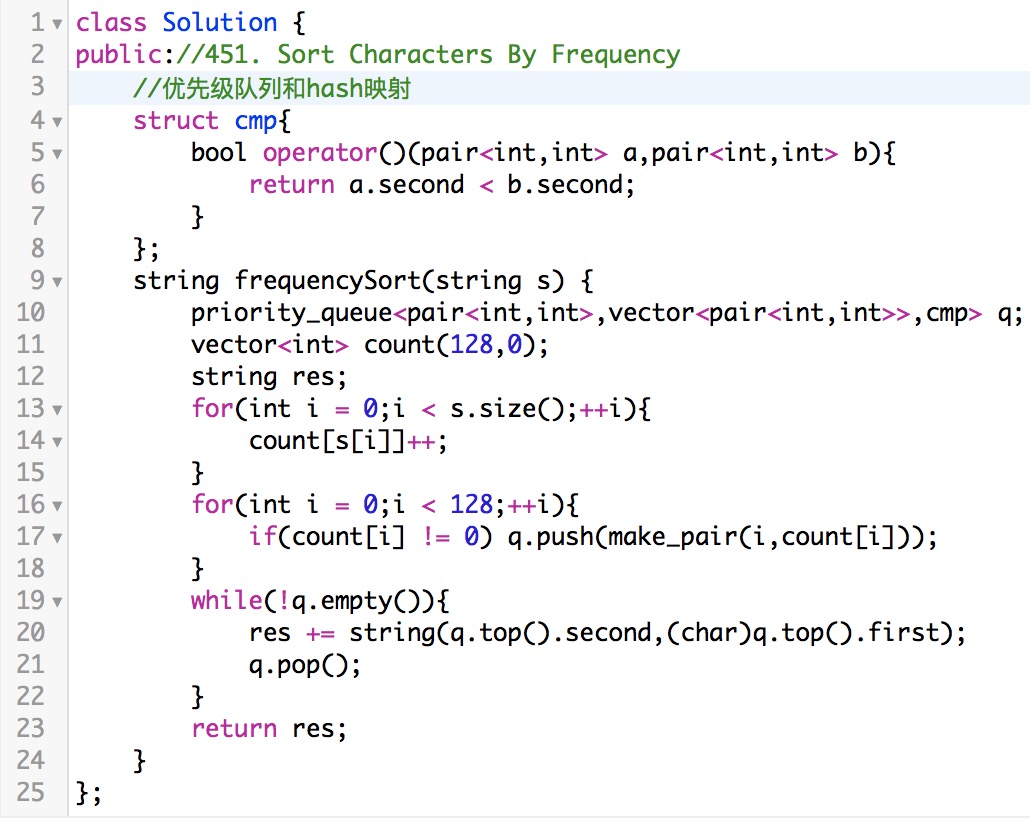 1 class Solution {
2 public://451. Sort Characters By Frequency
3     //优先级队列和hash映射
4     struct cmp{
5         bool operator()(pair<int,int> a,pair<int,int> b){
6             return a.second < b.second;
7         }
8     };
9     string frequencySort(string s) {
10         priority_queue<pair<int,int>,vector<pair<int,int>>,cmp> q;
11         vector<int> count(128,0);
12         string res;
13         for(int i = 0;i < s.size();++i){
14             count[s[i]]++;
15         }
16         for(int i = 0;i < 128;++i){
17             if(count[i] != 0) q.push(make_pair(i,count[i]));
18         }
19         while(!q.empty()){
20             res += string(q.top().second,(char)q.top().first);
21             q.pop();
22         }
23         return res;
24     }
25 };